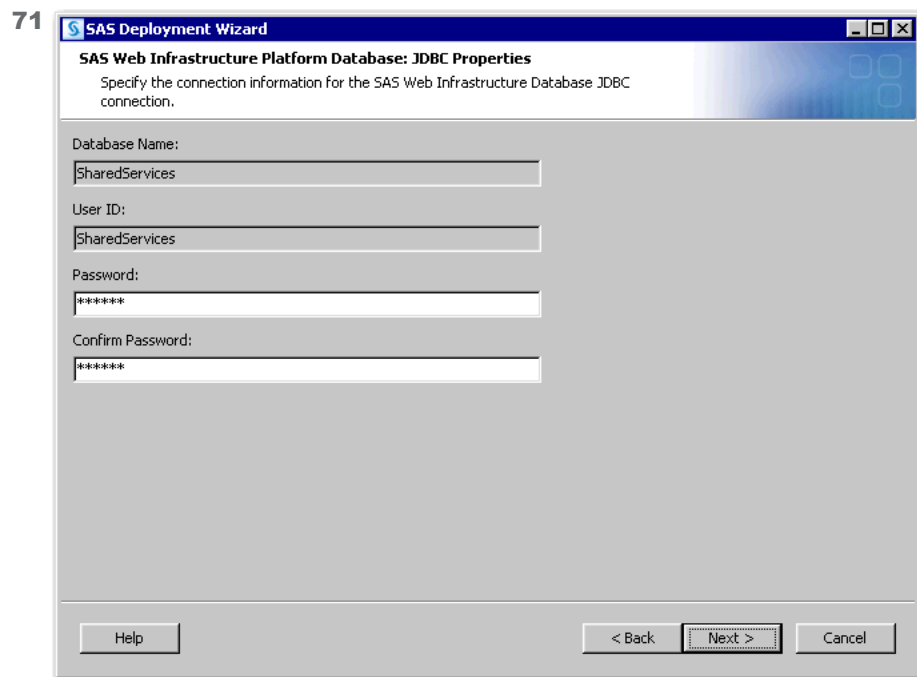 71
SAS Deployment Wizard
SAS Web Infrastructure Platform Database: JDBC Properties
Specify the connection information for the SAS Web Infrastructure Database JDBC
connection.
Database Name:
SharedServices
User ID:
SharedServices
Password:
******
Confirm Password:
******
Help
< Back
Next >
Cancel